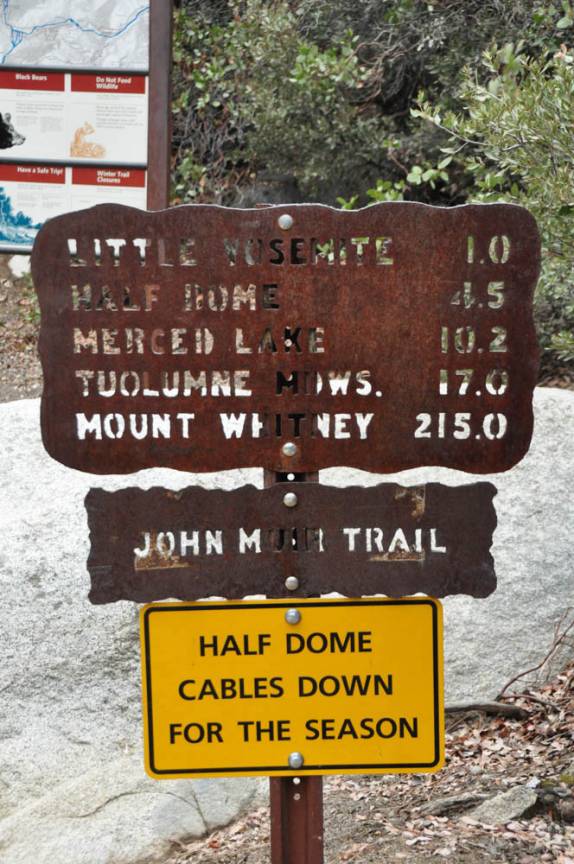 Black Bears
Do Not Feed
Wildlife
Have a Safe Trip!
Winter Trail
Closures
LITTLE YOSEMITE 1.0
HALF DOME 4.5
MERCED LAKE 10.2
TUOLUMNE MDWS. 17.0
MOUNT WHITNEY 215.0
JOHN MUIR TRAIL
HALF DOME
CABLES DOWN
FOR THE SEASON